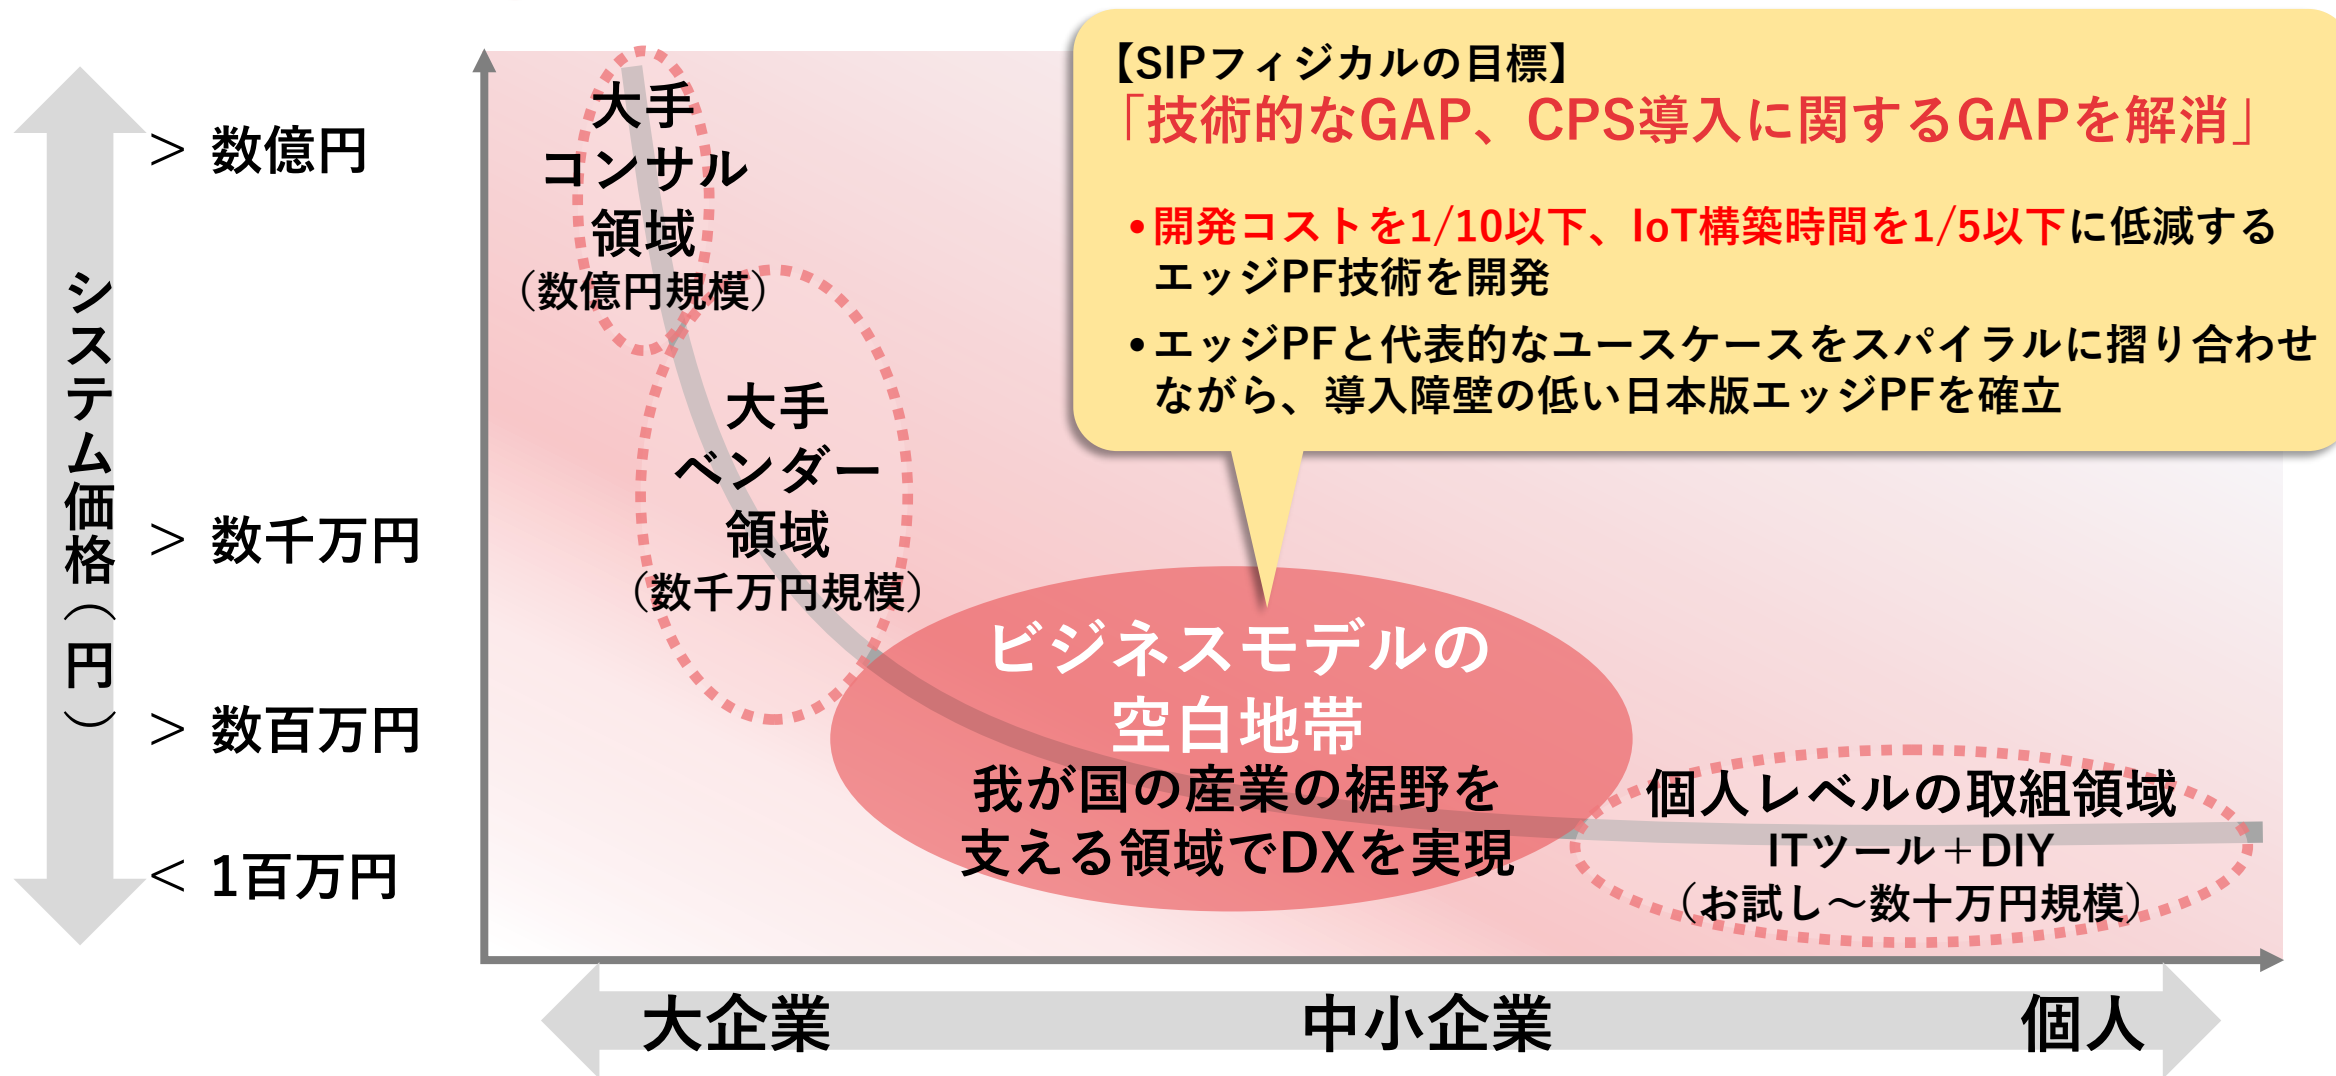 システム価格（円）
> 数億円
> 数千万円
> 数百万円
< 1百万円
大手
コンサル
領域
（数億円規模）
大手
ベンダー
領域
（数千万円規模）
【SIPフィジカルの目標】
「技術的なGAP、CPS導入に関するGAPを解消」
•開発コストを1/10以下、IoT構築時間を1/5以下に低減する
エッジPF技術を開発
•エッジPFと代表的なユースケースをスパイラルに摺り合わせ
ながら、導入障壁の低い日本版エッジPFを確立
ビジネスモデルの
空白地帯
我が国の産業の裾野を
支える領域でDXを実現
個人レベルの取組領域
ITツール＋DIY
（お試し～数十万円規模）
大企業
中小企業
個人